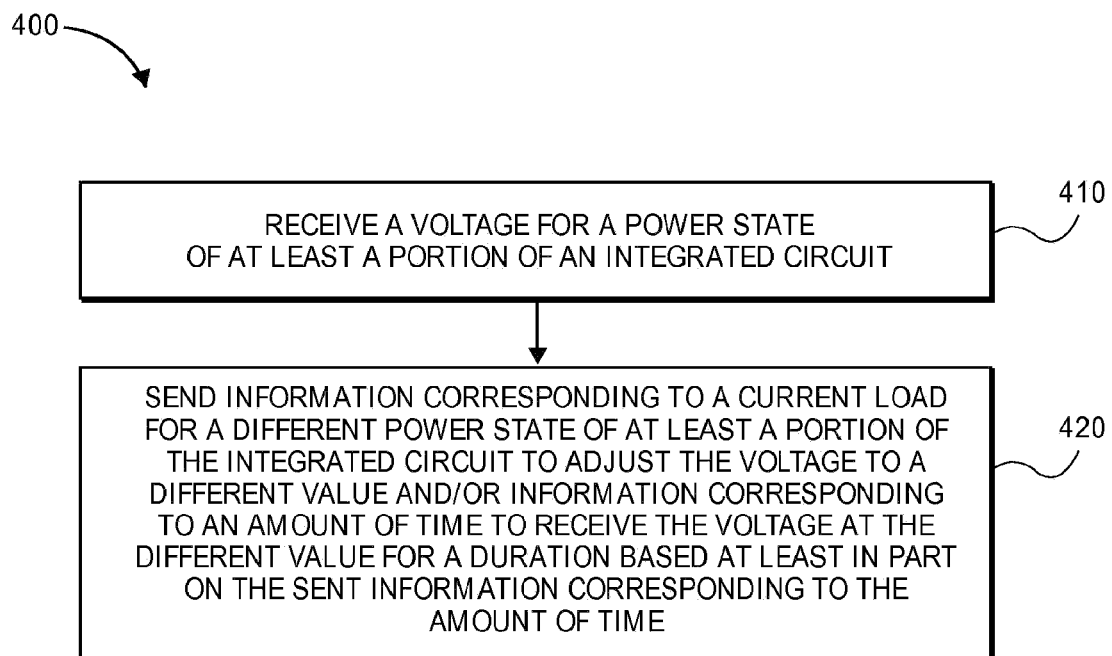 400
RECEIVE A VOLTAGE FOR A POWER STATE
OF AT LEAST A PORTION OF AN INTEGRATED CIRCUIT
410
SEND INFORMATION CORRESPONDING TO A CURRENT LOAD
FOR A DIFFERENT POWER STATE OF AT LEAST A PORTION OF
THE INTEGRATED CIRCUIT TO ADJUST THE VOLTAGE TO A
DIFFERENT VALUE AND/OR INFORMATION CORRESPONDING
TO AN AMOUNT OF TIME TO RECEIVE THE VOLTAGE AT THE
DIFFERENT VALUE FOR A DURATION BASED AT LEAST IN PART
ON THE SENT INFORMATION CORRESPONDING TO THE
AMOUNT OF TIME
420